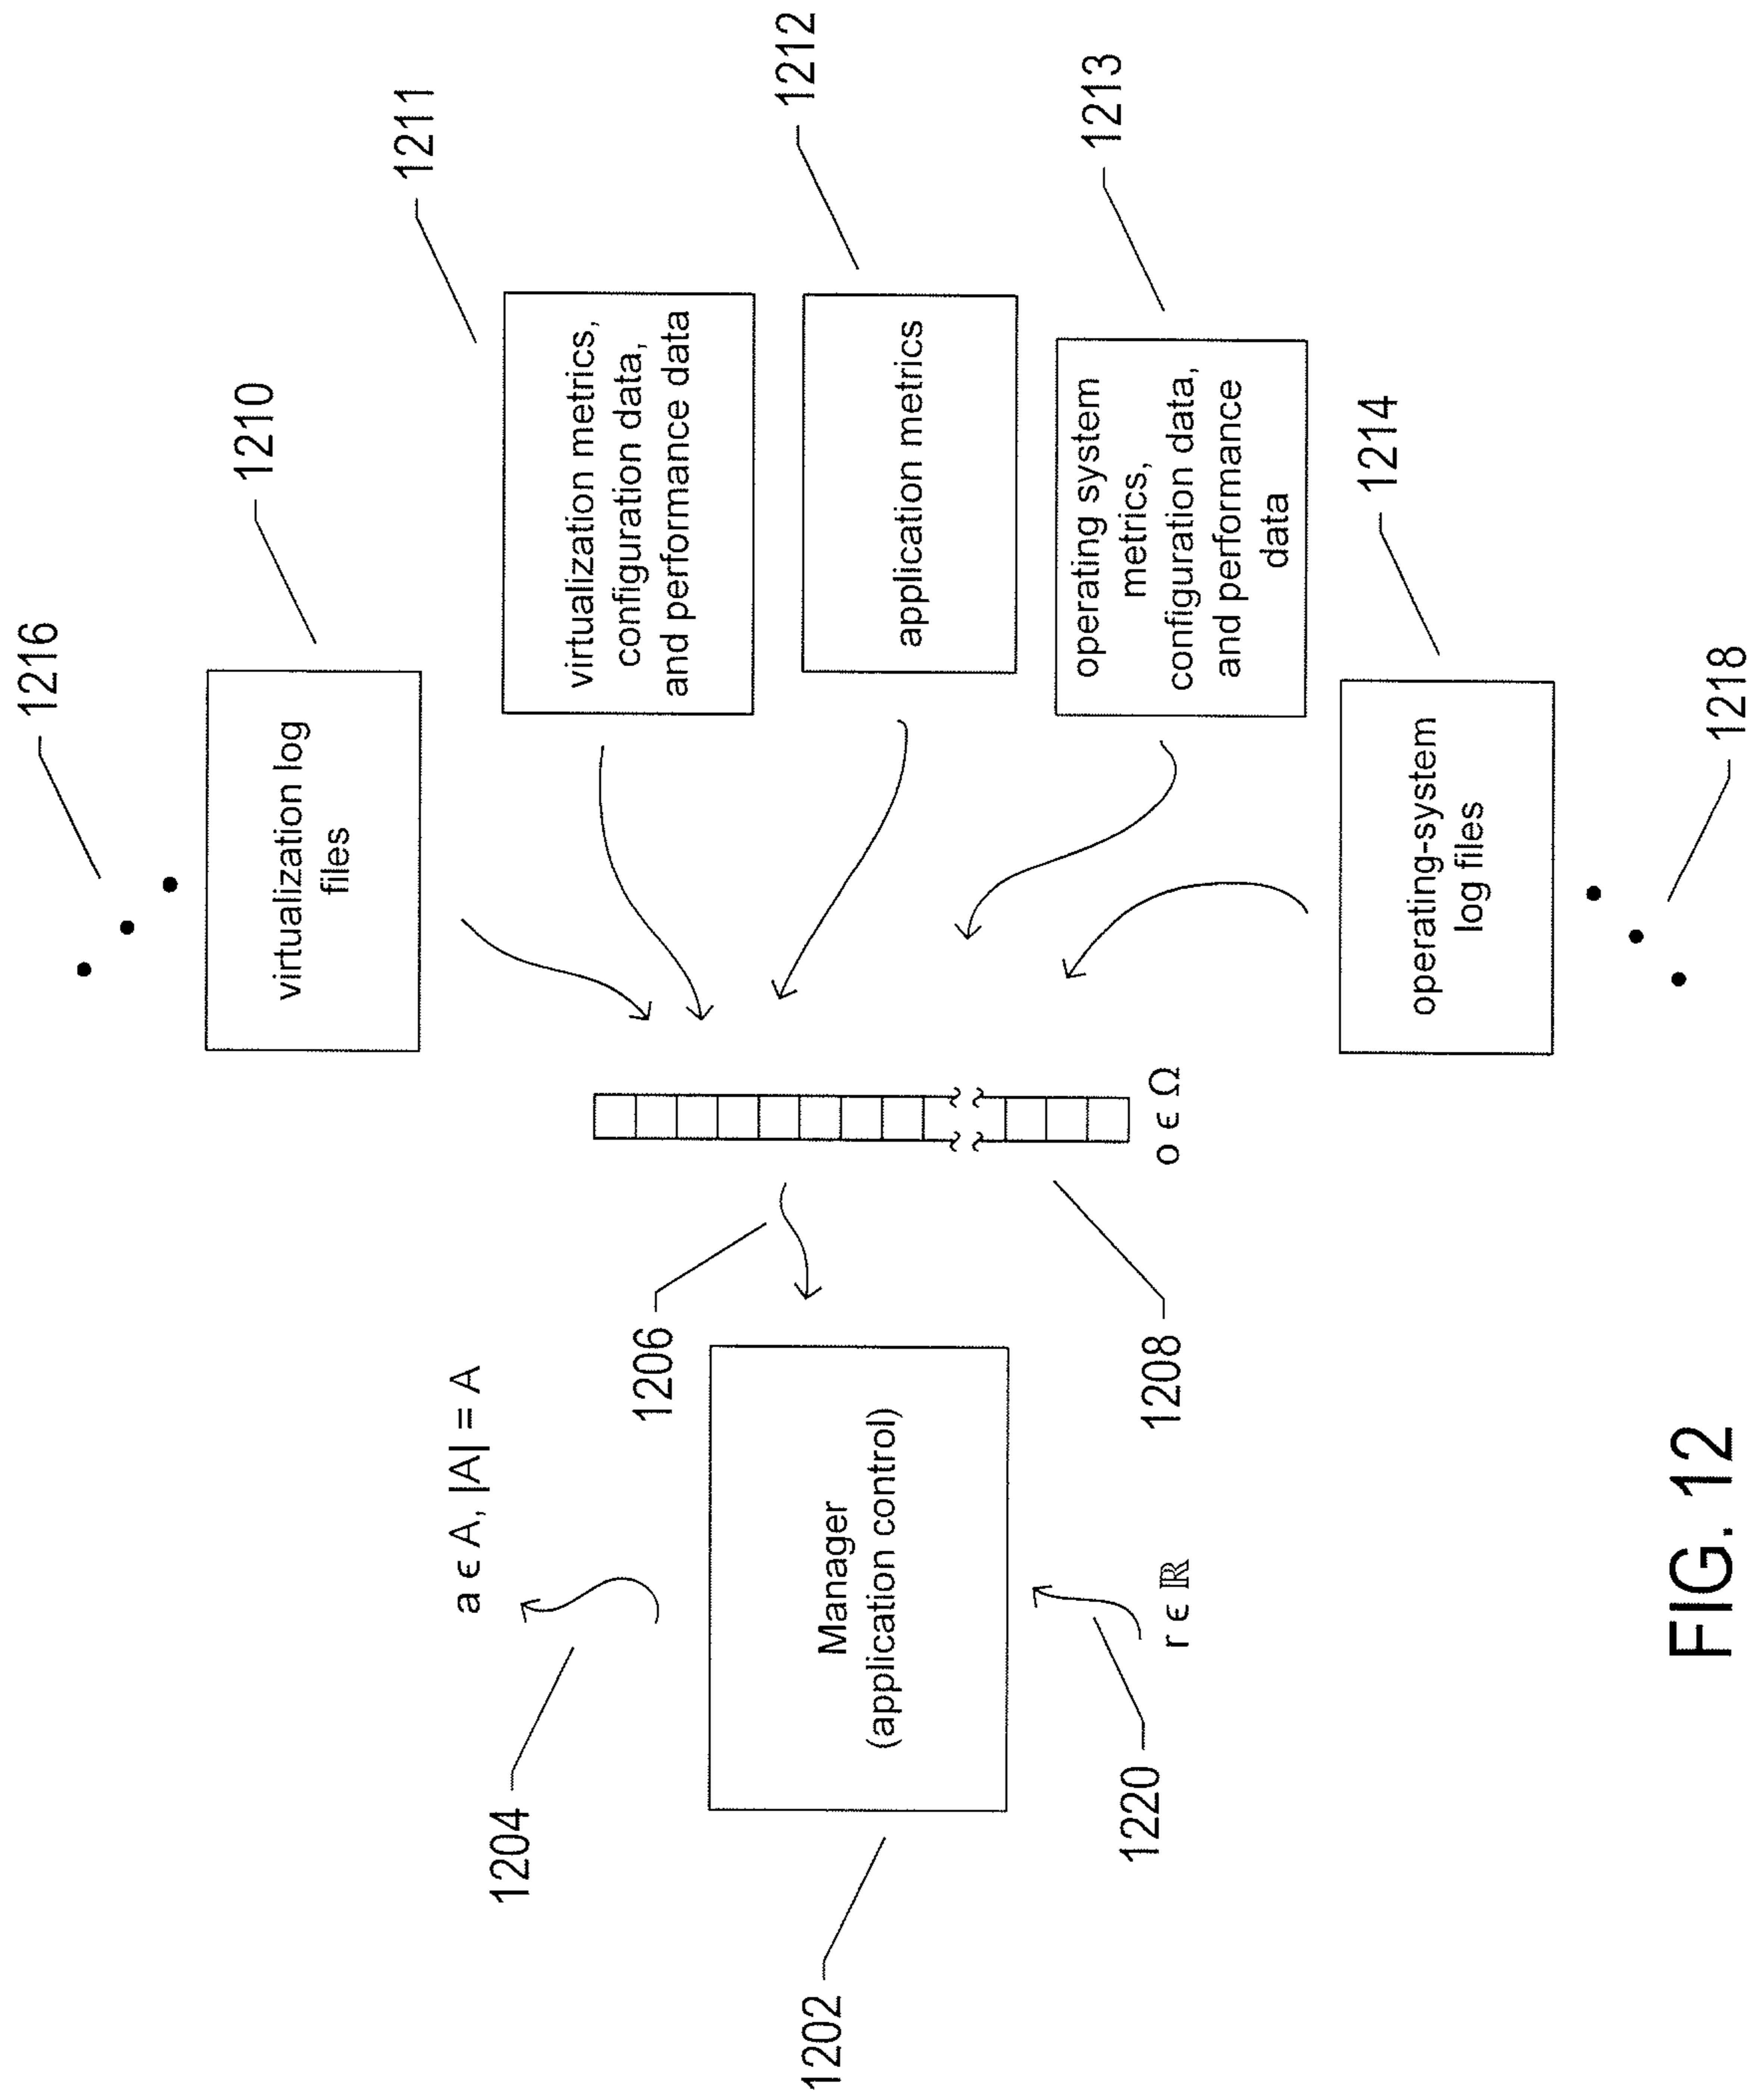 1216
1210
virtualization log
files
1211
virtualization metrics,
configuration data,
and performance data
1212
application metrics
1213
operating system
metrics,
configuration data,
and performance
data
1214
operating-system
log files
1218
1206
1208
o ϵ Ω
a ϵ A, |A| = A
1204
Manager
(application control)
1202
1220
r ϵ ℝ
FIG. 12